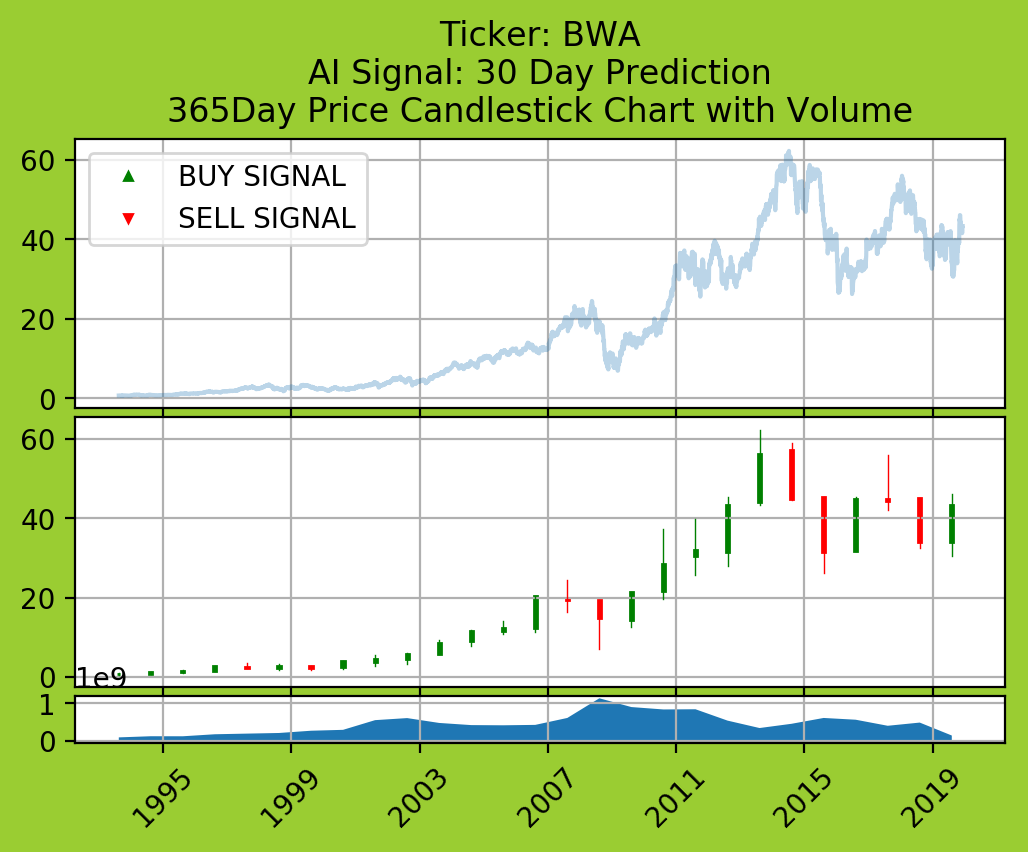 Ticker: BWA
AI Signal: 30 Day Prediction
365Day Price Candlestick Chart with Volume
60
40
20
0
BUY SIGNAL
SELL SIGNAL
60
40
20
0
1e9
1
0
1995
1999
2003
2007
2011
2015
2019